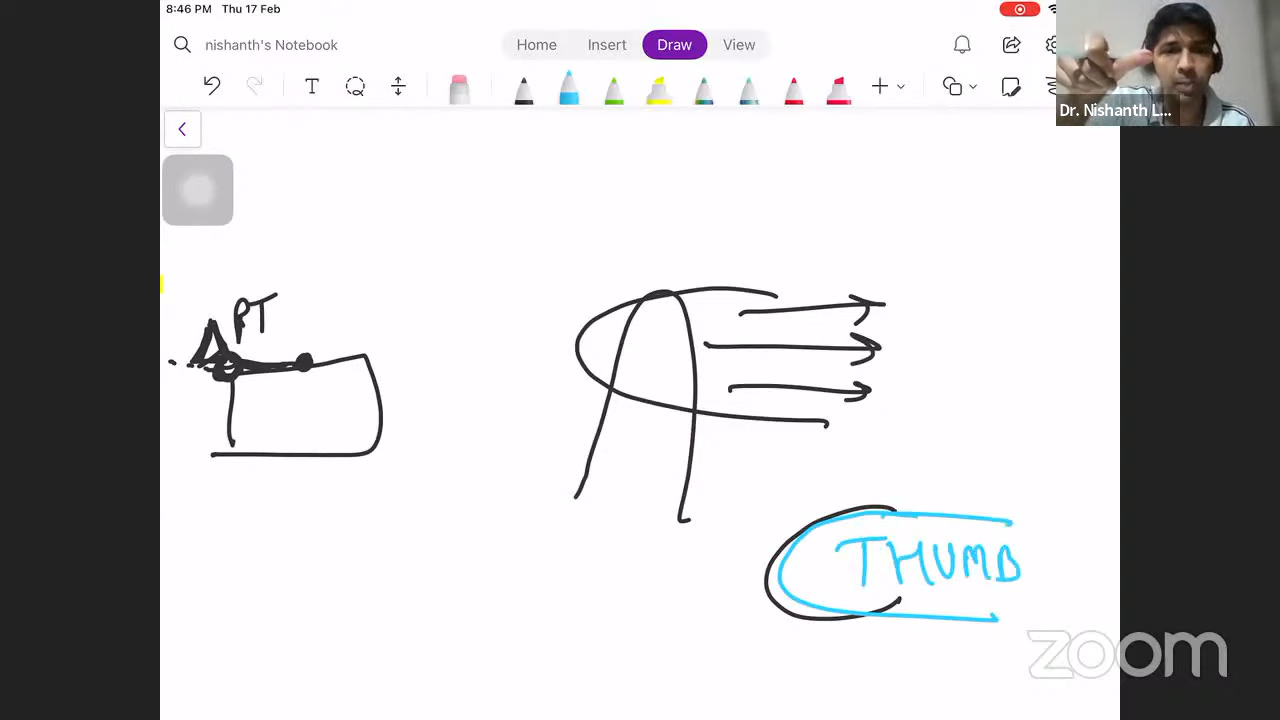 8:46 PM Thu 17 Feb
nishanth's Notebook
Home Insert Draw View
Dr. Nishanth L...
PT
THUMB
zoom